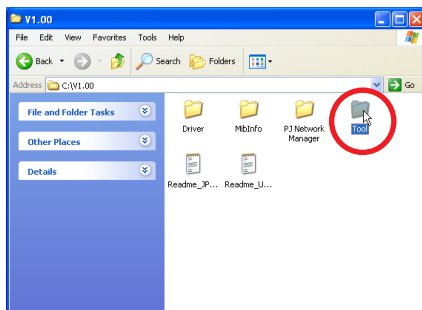 V1.00
File Edit View Favorites Tools Help
Back Search Folders
Address C:\V1.00 Go
File and Folder Tasks
Other Places
Details
Driver MibInfo PJ Network Manager Tool
Readme_JP... Readme_U...